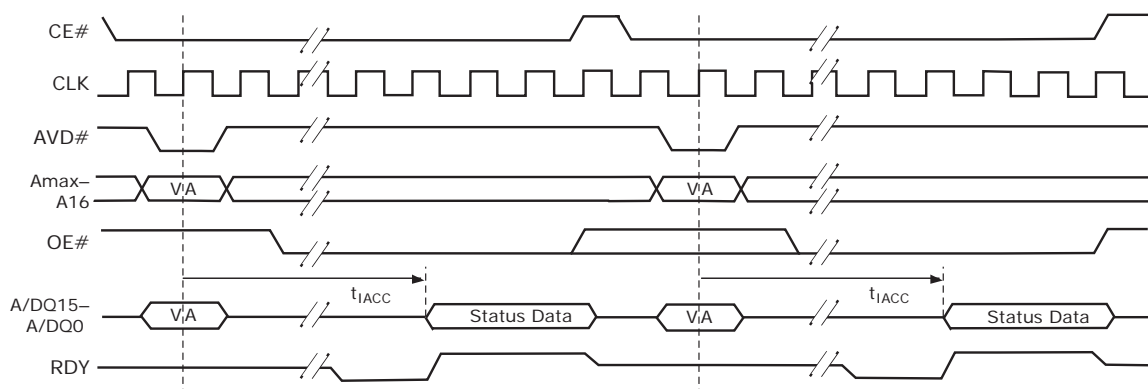 CE#
CLK
AVD#
Amax–
A16
VA
VA
OE#
tIACC
tIACC
A/DQ15–
A/DQ0
VA
Status Data
VA
Status Data
RDY